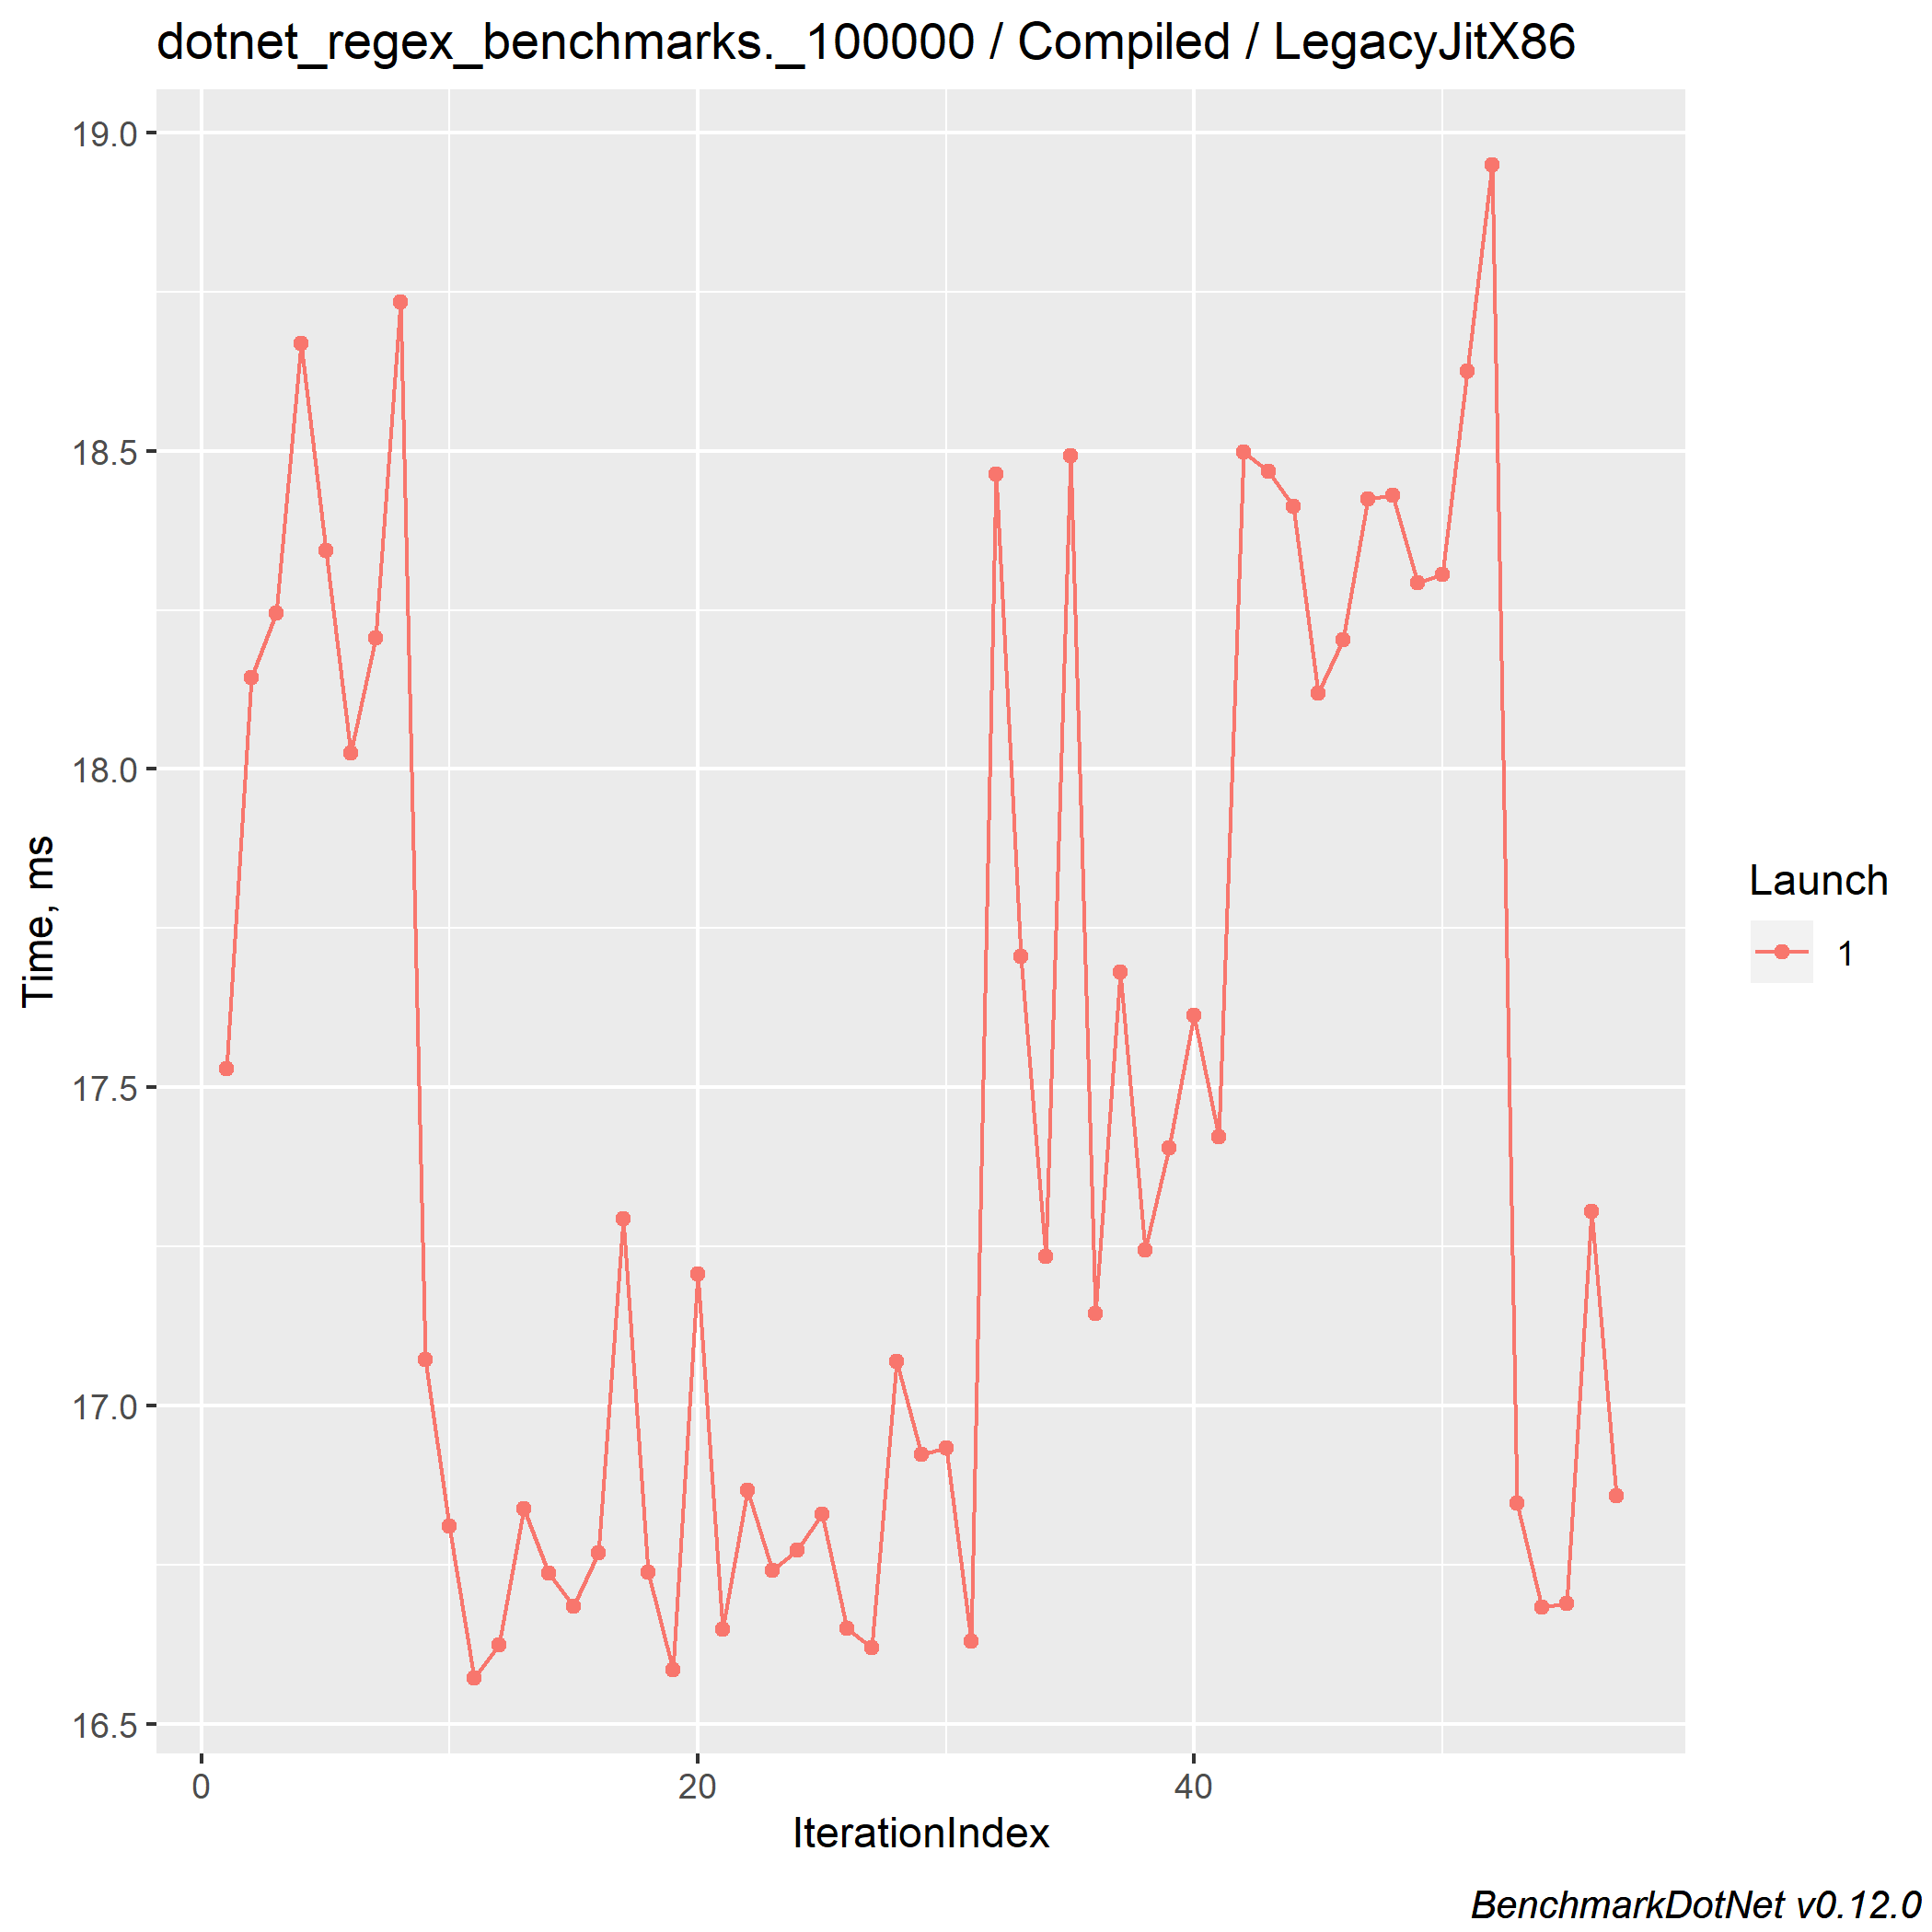 dotnet_regex_benchmarks._100000 / Compiled / LegacyJitX86
19.0
18.5
18.0
17.5
17.0
16.5
Time, ms
0 20 40
IterationIndex
Launch
1
BenchmarkDotNet v0.12.0